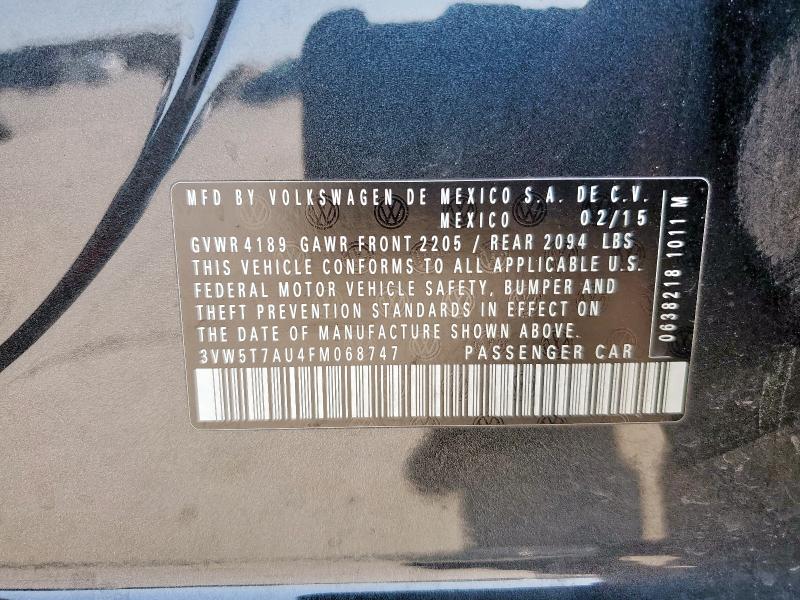 MFD BY VOLKSWAGEN DE MEXICO S.A. DE C.V.
MEXICO 02/15
GVWR 4189 GAWR FRONT 2205 / REAR 2094 LBS
THIS VEHICLE CONFORMS TO ALL APPLICABLE U.S.
FEDERAL MOTOR VEHICLE SAFETY, BUMPER AND
THEFT PREVENTION STANDARDS IN EFFECT ON
THE DATE OF MANUFACTURE SHOWN ABOVE.
3VW5T7AU4FM068747 PASSENGER CAR
0638218 1011 M